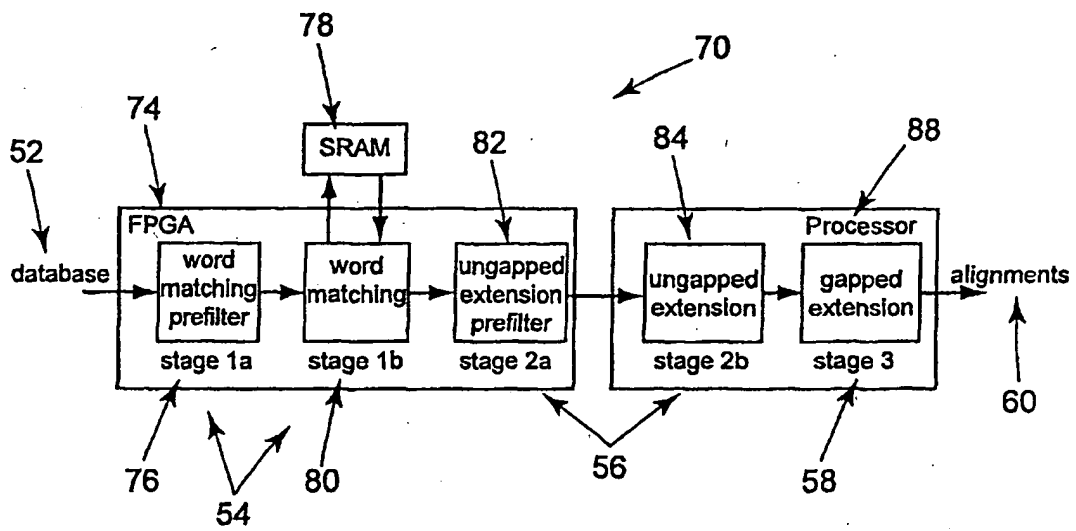 78
70
74
SRAM
82
84
88
52
FPGA
Processor
database
word
matching
prefilter
word
matching
ungapped
extension
prefilter
ungapped
extension
gapped
extension
alignments
stage 1a
stage 1b
stage 2a
stage 2b
stage 3
76
54
80
56
58
60